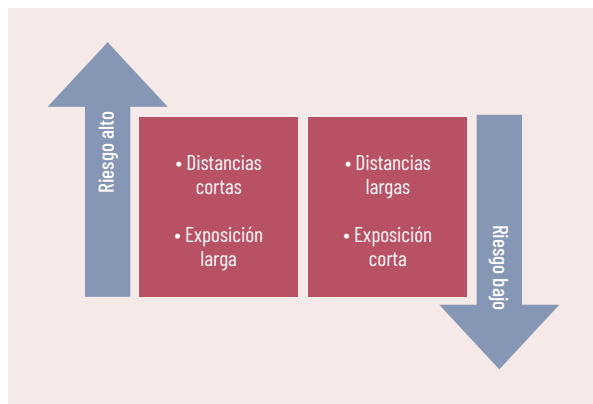 Riesgo alto
• Distancias
cortas
• Exposición
larga
• Distancias
largas
• Exposición
corta
Riesgo bajo